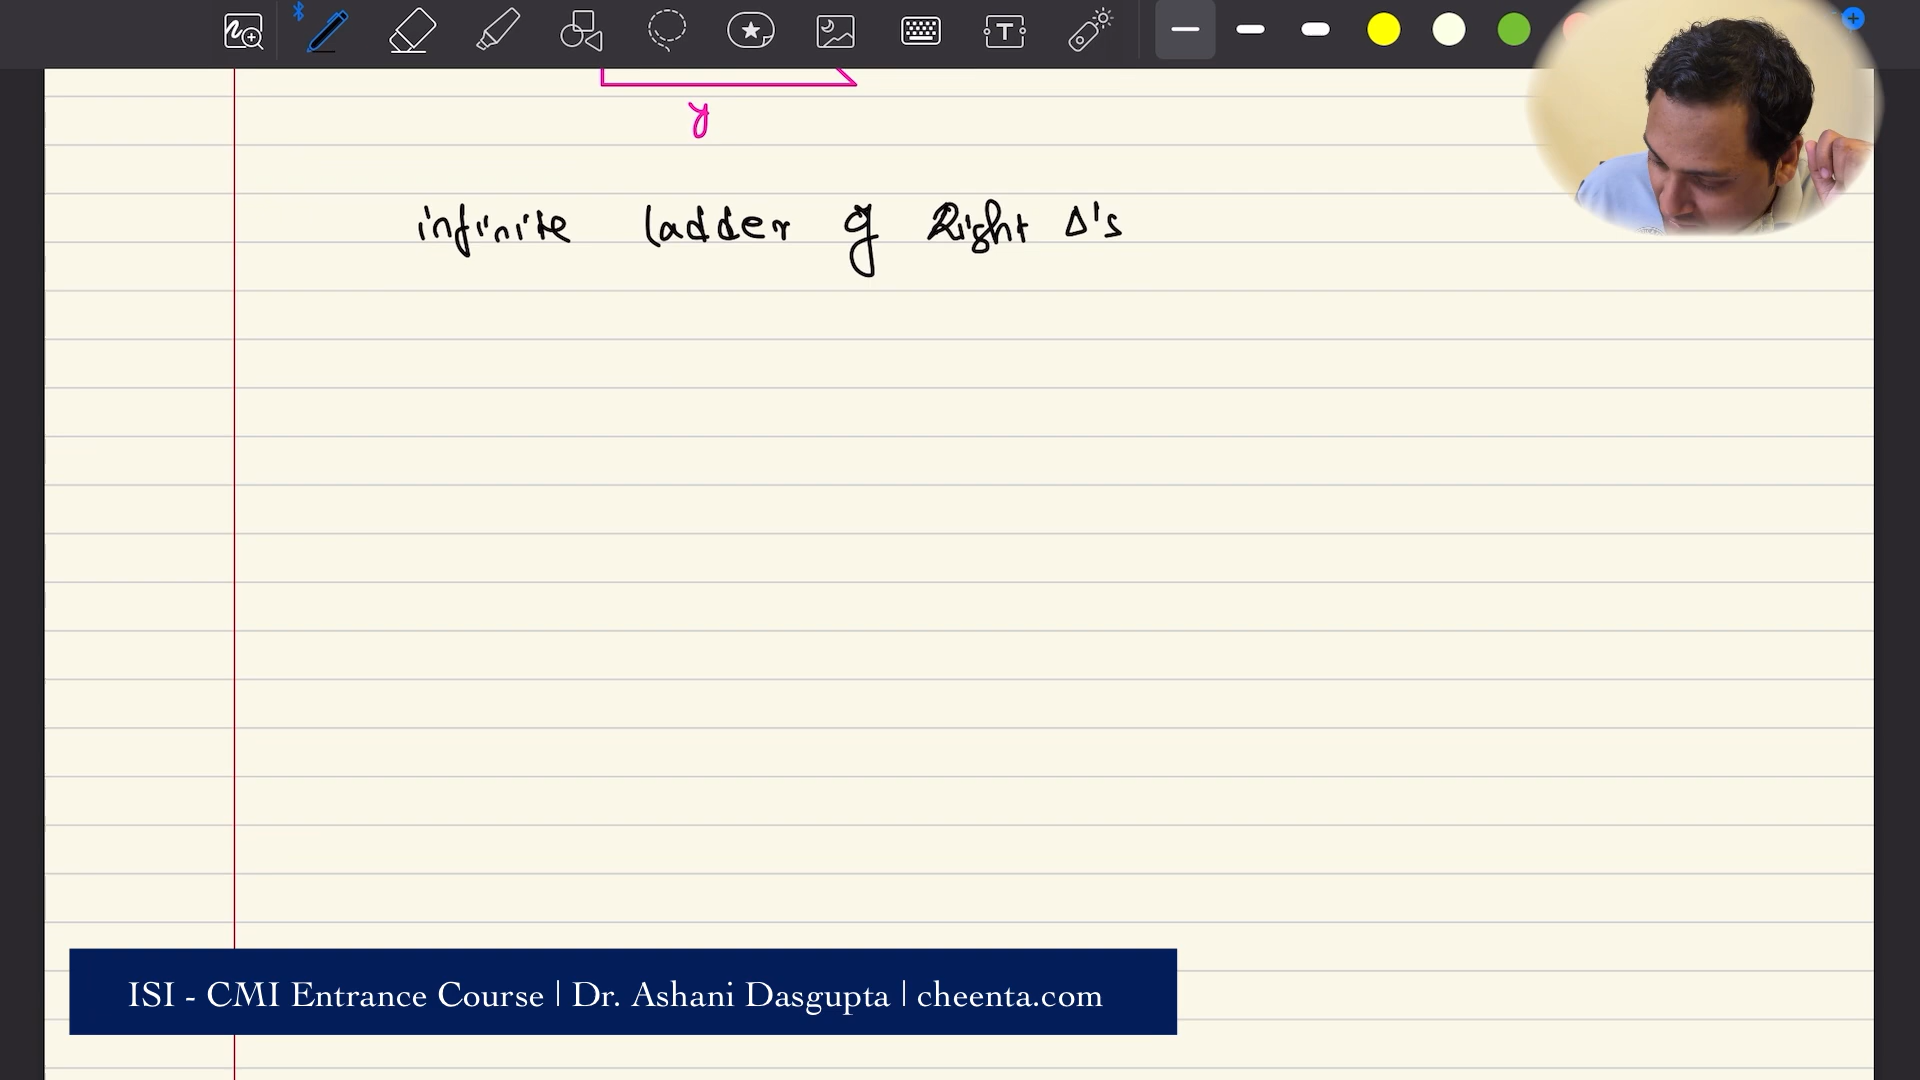 y
infinite ladder of Right Δ's
ISI - CMI Entrance Course | Dr. Ashani Dasgupta | cheenta.com